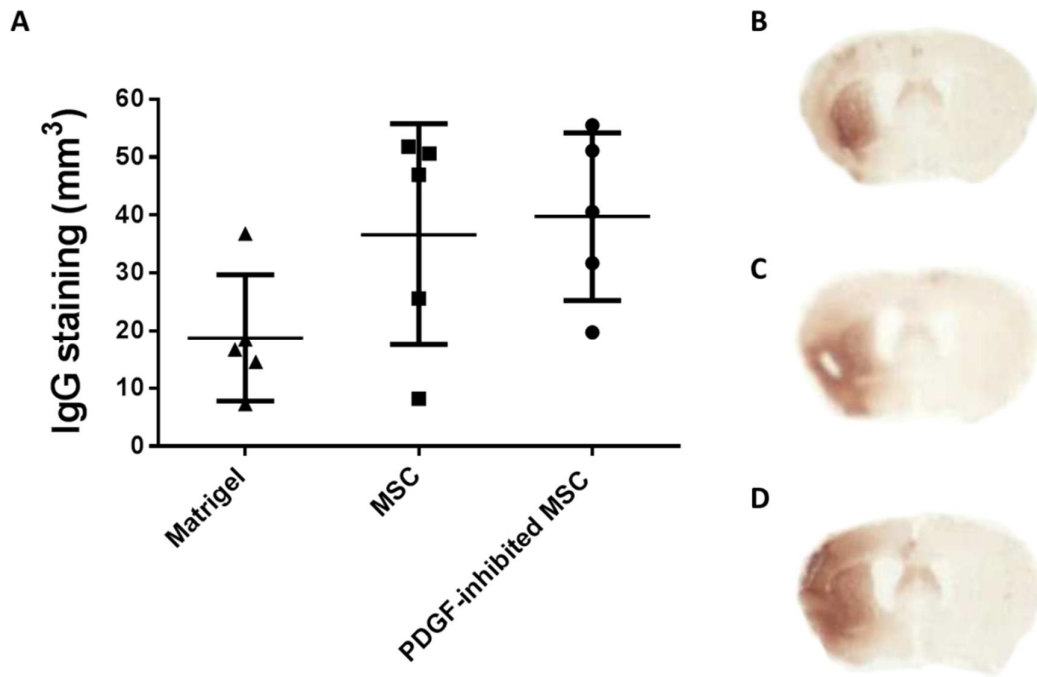 A
IgG staining (mm³)
60
50
40
30
20
10
0
Matrigel
MSC
PDGF-inhibited MSC
B
C
D